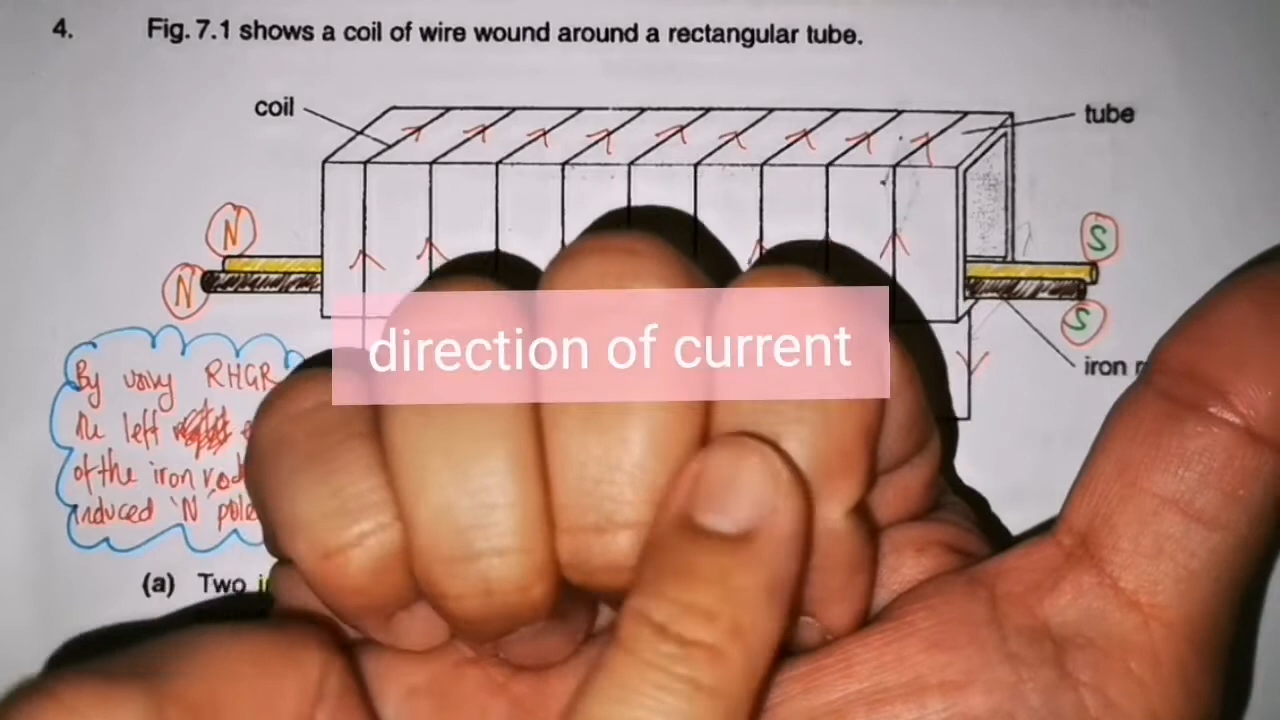 4. Fig. 7.1 shows a coil of wire wound around a rectangular tube.
coil
tube
N
S
N
S
direction of current
iron
By using RHGR
the left
of the iron rod
induced 'N' pole
(a) Two